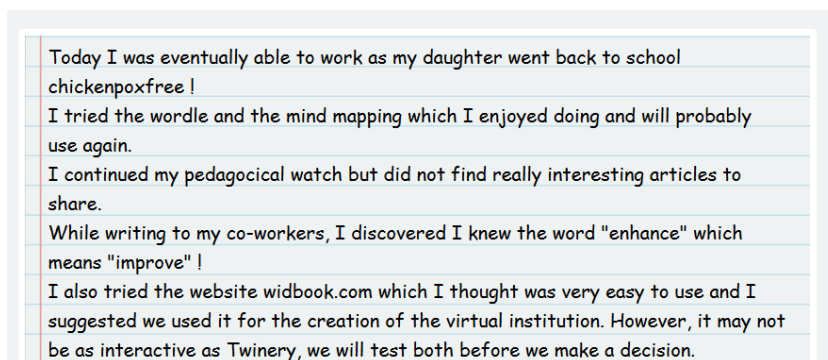 Today I was eventually able to work as my daughter went back to school
chickenpoxfree !
I tried the wordle and the mind mapping which I enjoyed doing and will probably
use again.
I continued my pedagocical watch but did not find really interesting articles to
share.
While writing to my co-workers, I discovered I knew the word "enhance" which
means "improve" !
I also tried the website widbook.com which I thought was very easy to use and I
suggested we used it for the creation of the virtual institution. However, it may not
be as interactive as Twinery, we will test both before we make a decision.